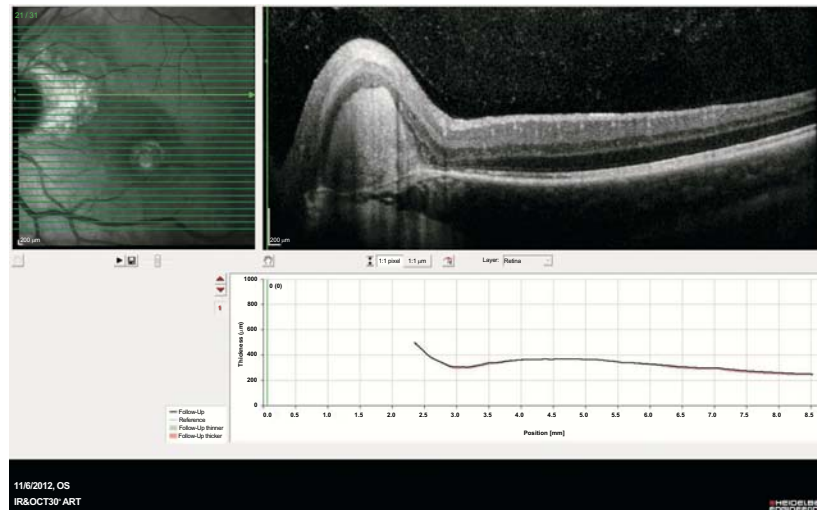 21 / 31
200 µm
200 µm
1:1 pixel 1:1 µm Layer: Retina
1
0 (0)
1000
800
600
400
200
0
Thickness (µm)
0.0 0.5 1.0 1.5 2.0 2.5 3.0 3.5 4.0 4.5 5.0 5.5 6.0 6.5 7.0 7.5 8.0 8.5
Position [mm]
Follow-Up
Reference
Follow-Up thinner
Follow-Up thicker
11/6/2012, OS
IR&OCT30° ART